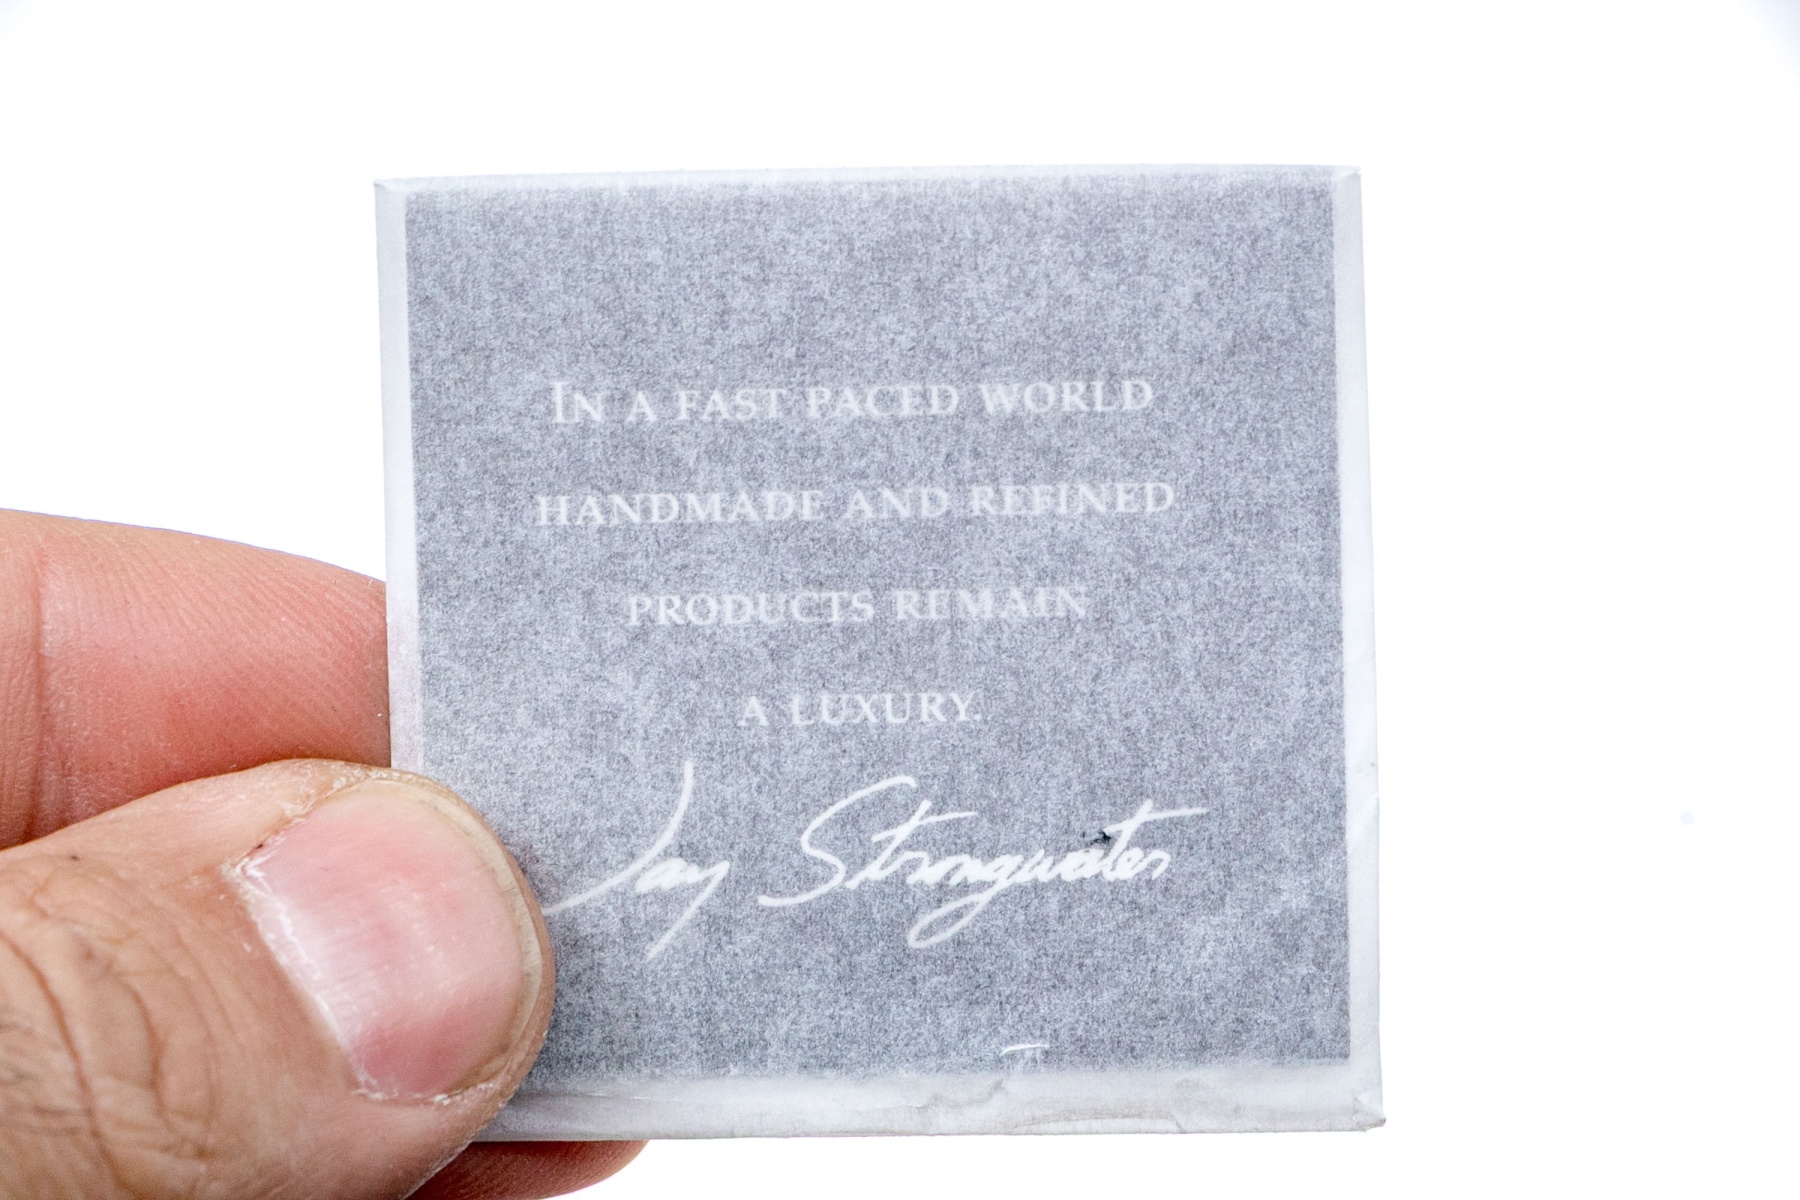 In a fast paced world
handmade and refined
products remain
a luxury.
Jay Strongwater